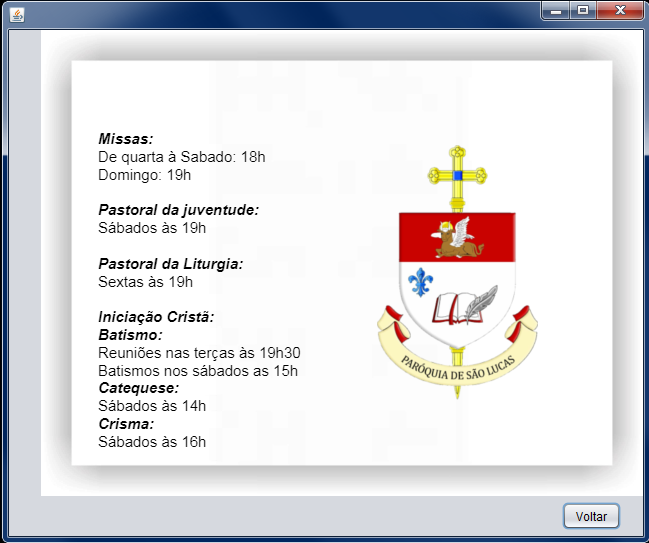 Missas:
De quarta à Sabado: 18h
Domingo: 19h
Pastoral da juventude:
Sábados às 19h
Pastoral da Liturgia:
Sextas às 19h
Iniciação Cristã:
Batismo:
Reuniões nas terças às 19h30
Batismos nos sábados as 15h
Catequese:
Sábados às 14h
Crisma:
Sábados às 16h
PARÓQUIA DE SÃO LUCAS
Voltar